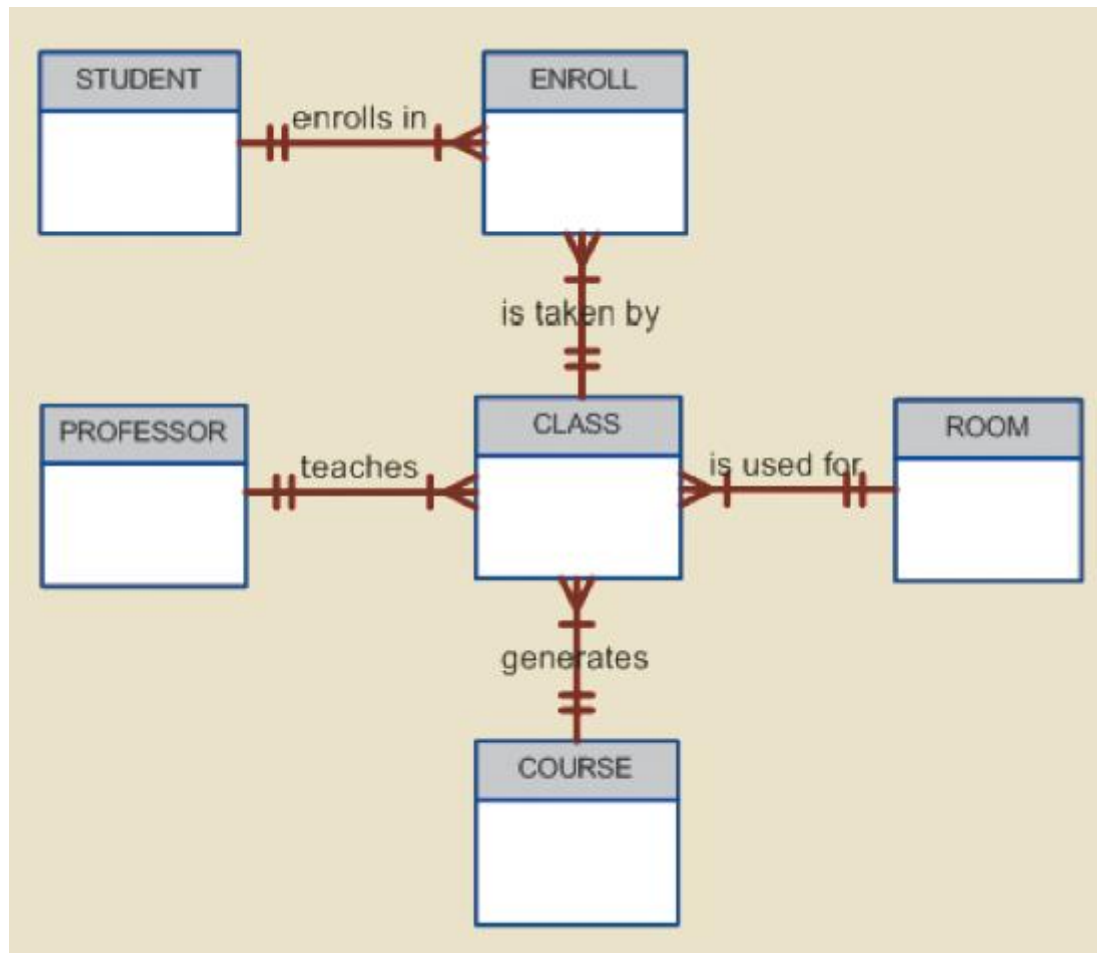 STUDENT
ENROLL
enrolls in
is taken by
PROFESSOR
CLASS
ROOM
teaches
is used for
generates
COURSE